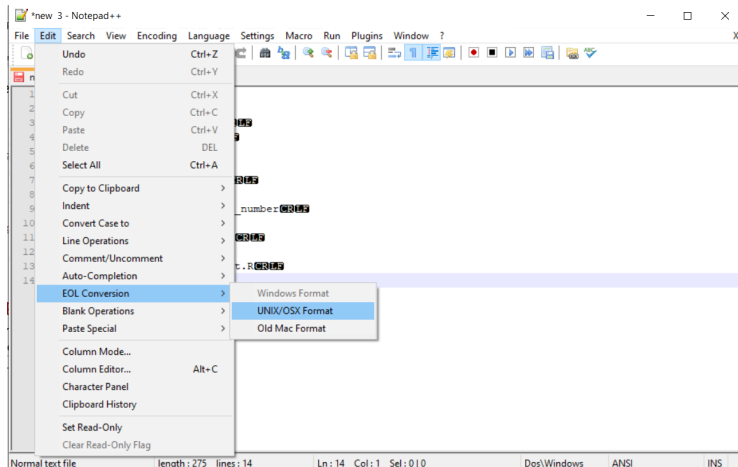 *new 3 - Notepad++
File Edit Search View Encoding Language Settings Macro Run Plugins Window ? X
Undo Ctrl+Z
Redo Ctrl+Y
Cut Ctrl+X
Copy Ctrl+C
Paste Ctrl+V
Delete DEL
Select All Ctrl+A
Copy to Clipboard
Indent
Convert Case to
Line Operations
Comment/Uncomment
Auto-Completion
EOL Conversion
Blank Operations
Paste Special
Column Mode...
Column Editor... Alt+C
Character Panel
Clipboard History
Set Read-Only
Clear Read-Only Flag
Windows Format
UNIX/OSX Format
Old Mac Format
1
2
3 CRLF
4
5
6
7 CRLF
8
9 _number CRLF
10
11 CRLF
12
13 t.R CRLF
14
Normal text file length : 275 lines : 14 Ln : 14 Col : 1 Sel : 0 | 0 Dos\Windows ANSI INS